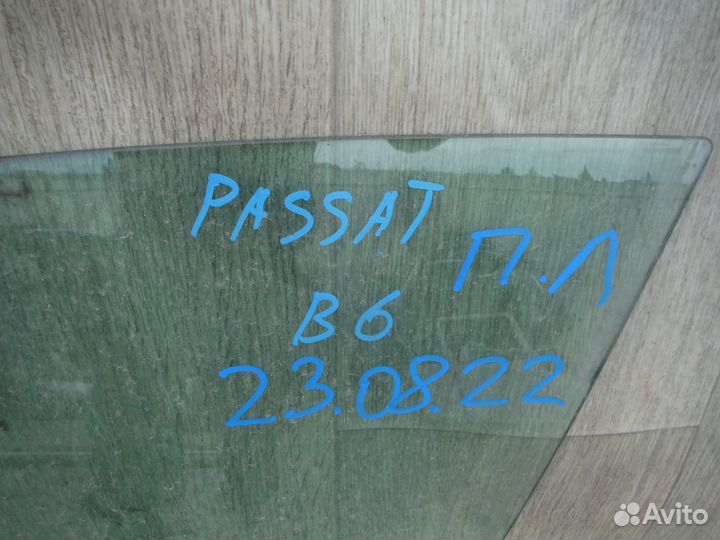 PASSAT
П.Л
B6
23.08.22
Avito